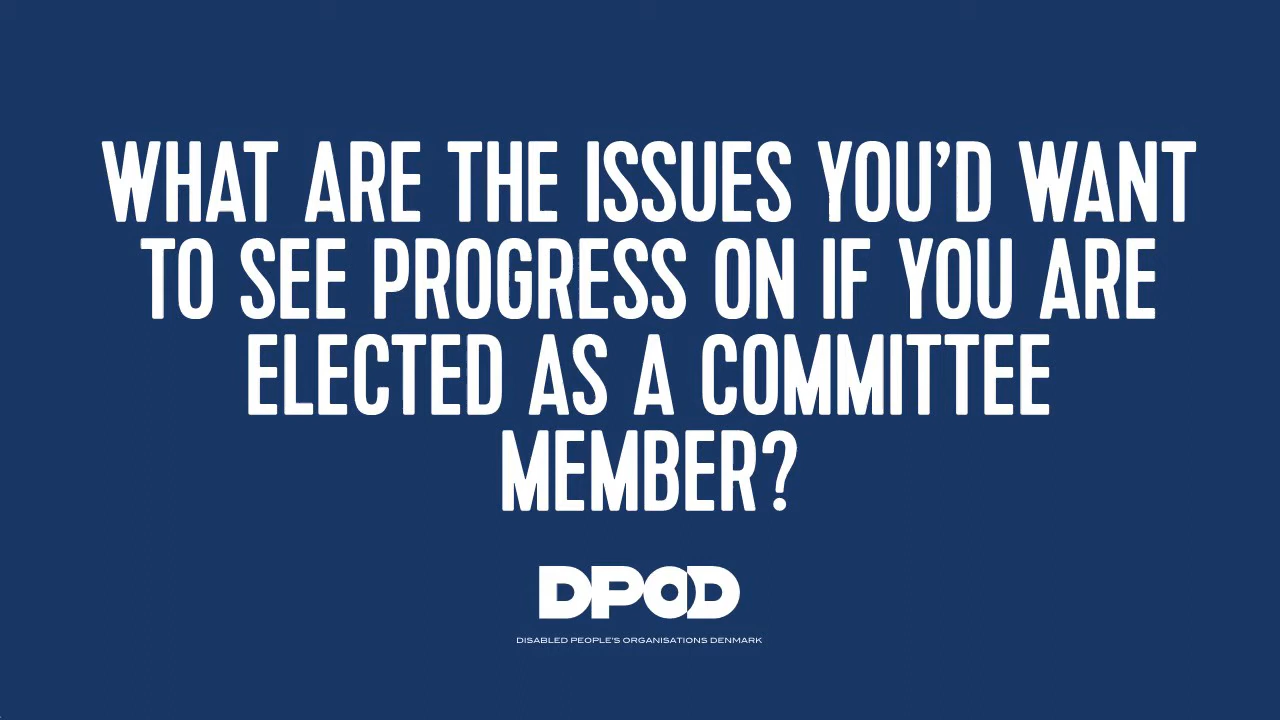 WHAT ARE THE ISSUES YOU'D WANT
TO SEE PROGRESS ON IF YOU ARE
ELECTED AS A COMMITTEE
MEMBER?
DPOD
DISABLED PEOPLE'S ORGANISATIONS DENMARK